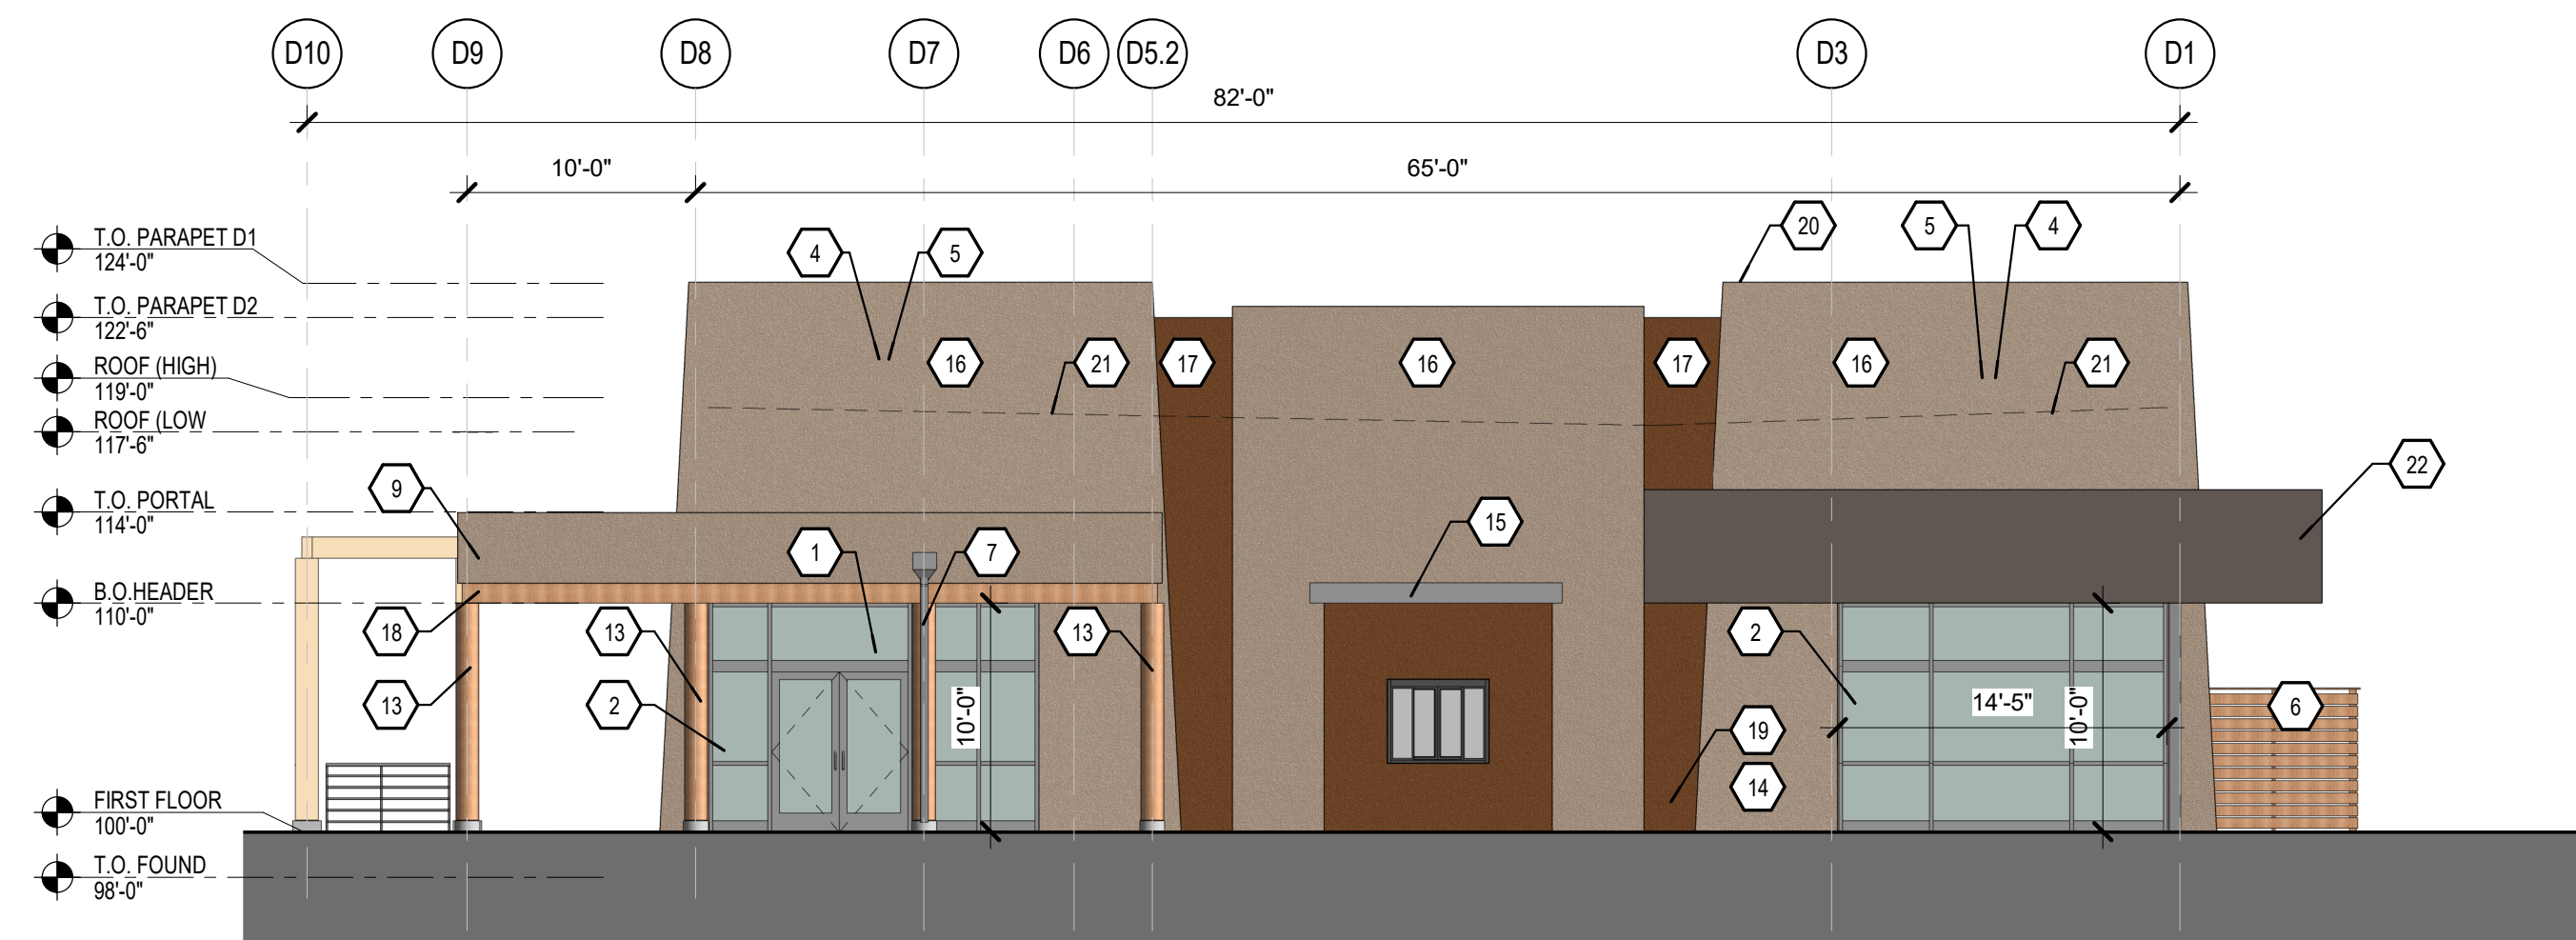 D10 D9 D8 D7 D6 D5.2 D3 D1
82'-0"
10'-0" 65'-0"
T.O. PARAPET D1
124'-0"
T.O. PARAPET D2
122'-6"
ROOF (HIGH)
119'-0"
ROOF (LOW
117'-6"
T.O. PORTAL
114'-0"
B.O.HEADER
110'-0"
FIRST FLOOR
100'-0"
T.O. FOUND
98'-0"
20 5 4
4 5
16 21 17 16 17 16 21
22
9
15
1 7
18 13 13 2
13 2 10'-0" 14'-5" 10'-0" 6
19
14